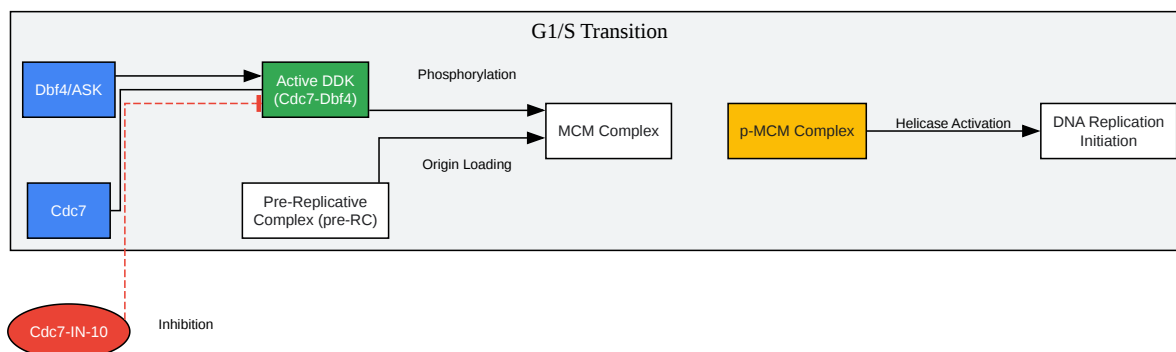 G1/S Transition
Dbf4/ASK
Active DDK
(Cdc7-Dbf4)
Phosphorylation
MCM Complex
p-MCM Complex
Helicase Activation
DNA Replication
Initiation
Origin Loading
Cdc7
Pre-Replicative
Complex (pre-RC)
Cdc7-IN-10
Inhibition